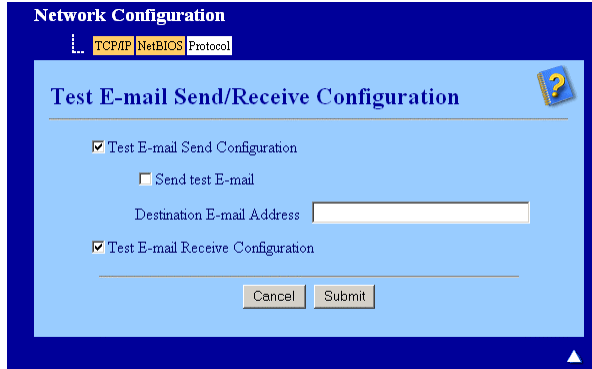 Network Configuration
TCP/IP NetBIOS Protocol
?
Test E-mail Send/Receive Configuration
Test E-mail Send Configuration
Send test E-mail
Destination E-mail Address
Test E-mail Receive Configuration
Cancel Submit